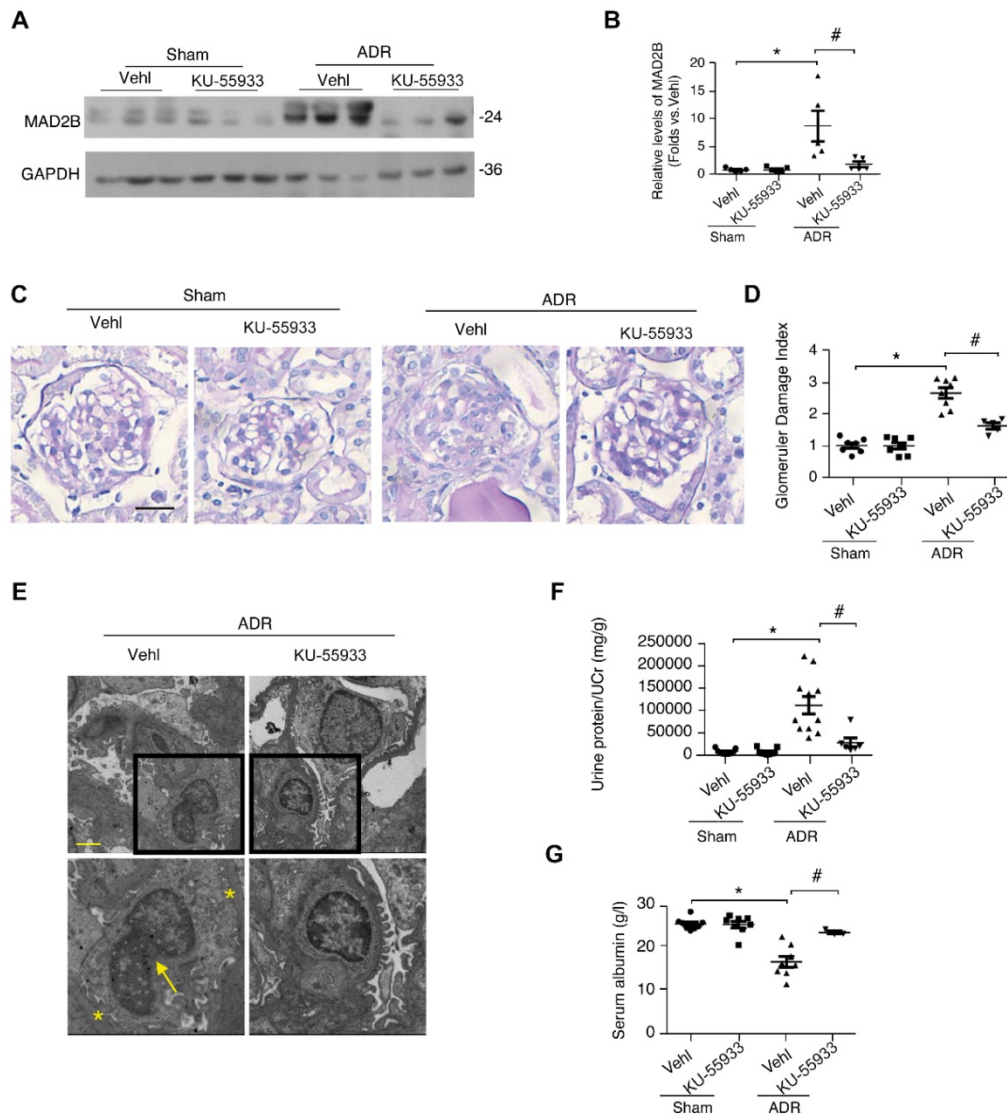 A
Sham
ADR
Vehl
KU-55933
Vehl
KU-55933
MAD2B
-24
GAPDH
-36
B
Relative levels of MAD2B
(Folds vs.Vehl)
20
15
10
5
0
*
#
Vehl
KU-55933
Vehl
KU-55933
Sham
ADR
C
Sham
ADR
Vehl
KU-55933
Vehl
KU-55933
D
Glomeruler Damage Index
4
3
2
1
0
*
#
Vehl
KU-55933
Vehl
KU-55933
Sham
ADR
E
ADR
Vehl
KU-55933
*
*
F
Urine protein/UCr (mg/g)
250000
200000
150000
100000
50000
0
*
#
Vehl
KU-55933
Vehl
KU-55933
Sham
ADR
G
Serum albumin (g/l)
30
20
10
0
*
#
Vehl
KU-55933
Vehl
KU-55933
Sham
ADR